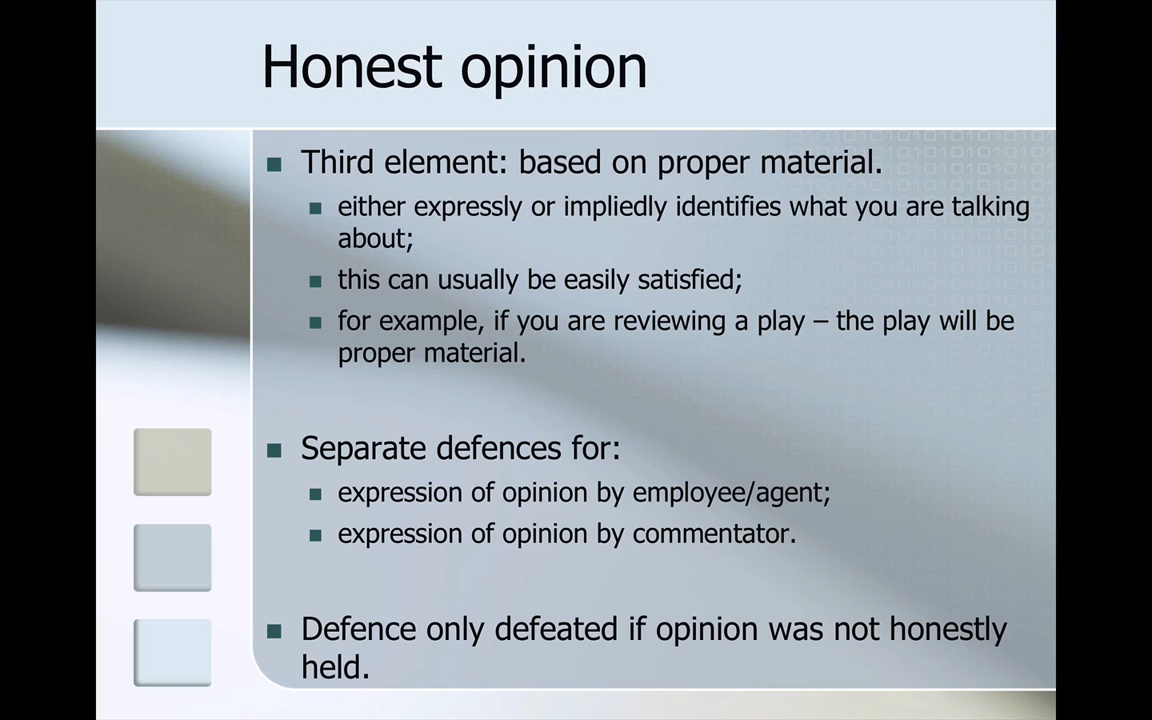 Honest opinion
Third element: based on proper material.
either expressly or impliedly identifies what you are talking
about;
this can usually be easily satisfied;
for example, if you are reviewing a play – the play will be
proper material.
Separate defences for:
expression of opinion by employee/agent;
expression of opinion by commentator.
Defence only defeated if opinion was not honestly
held.